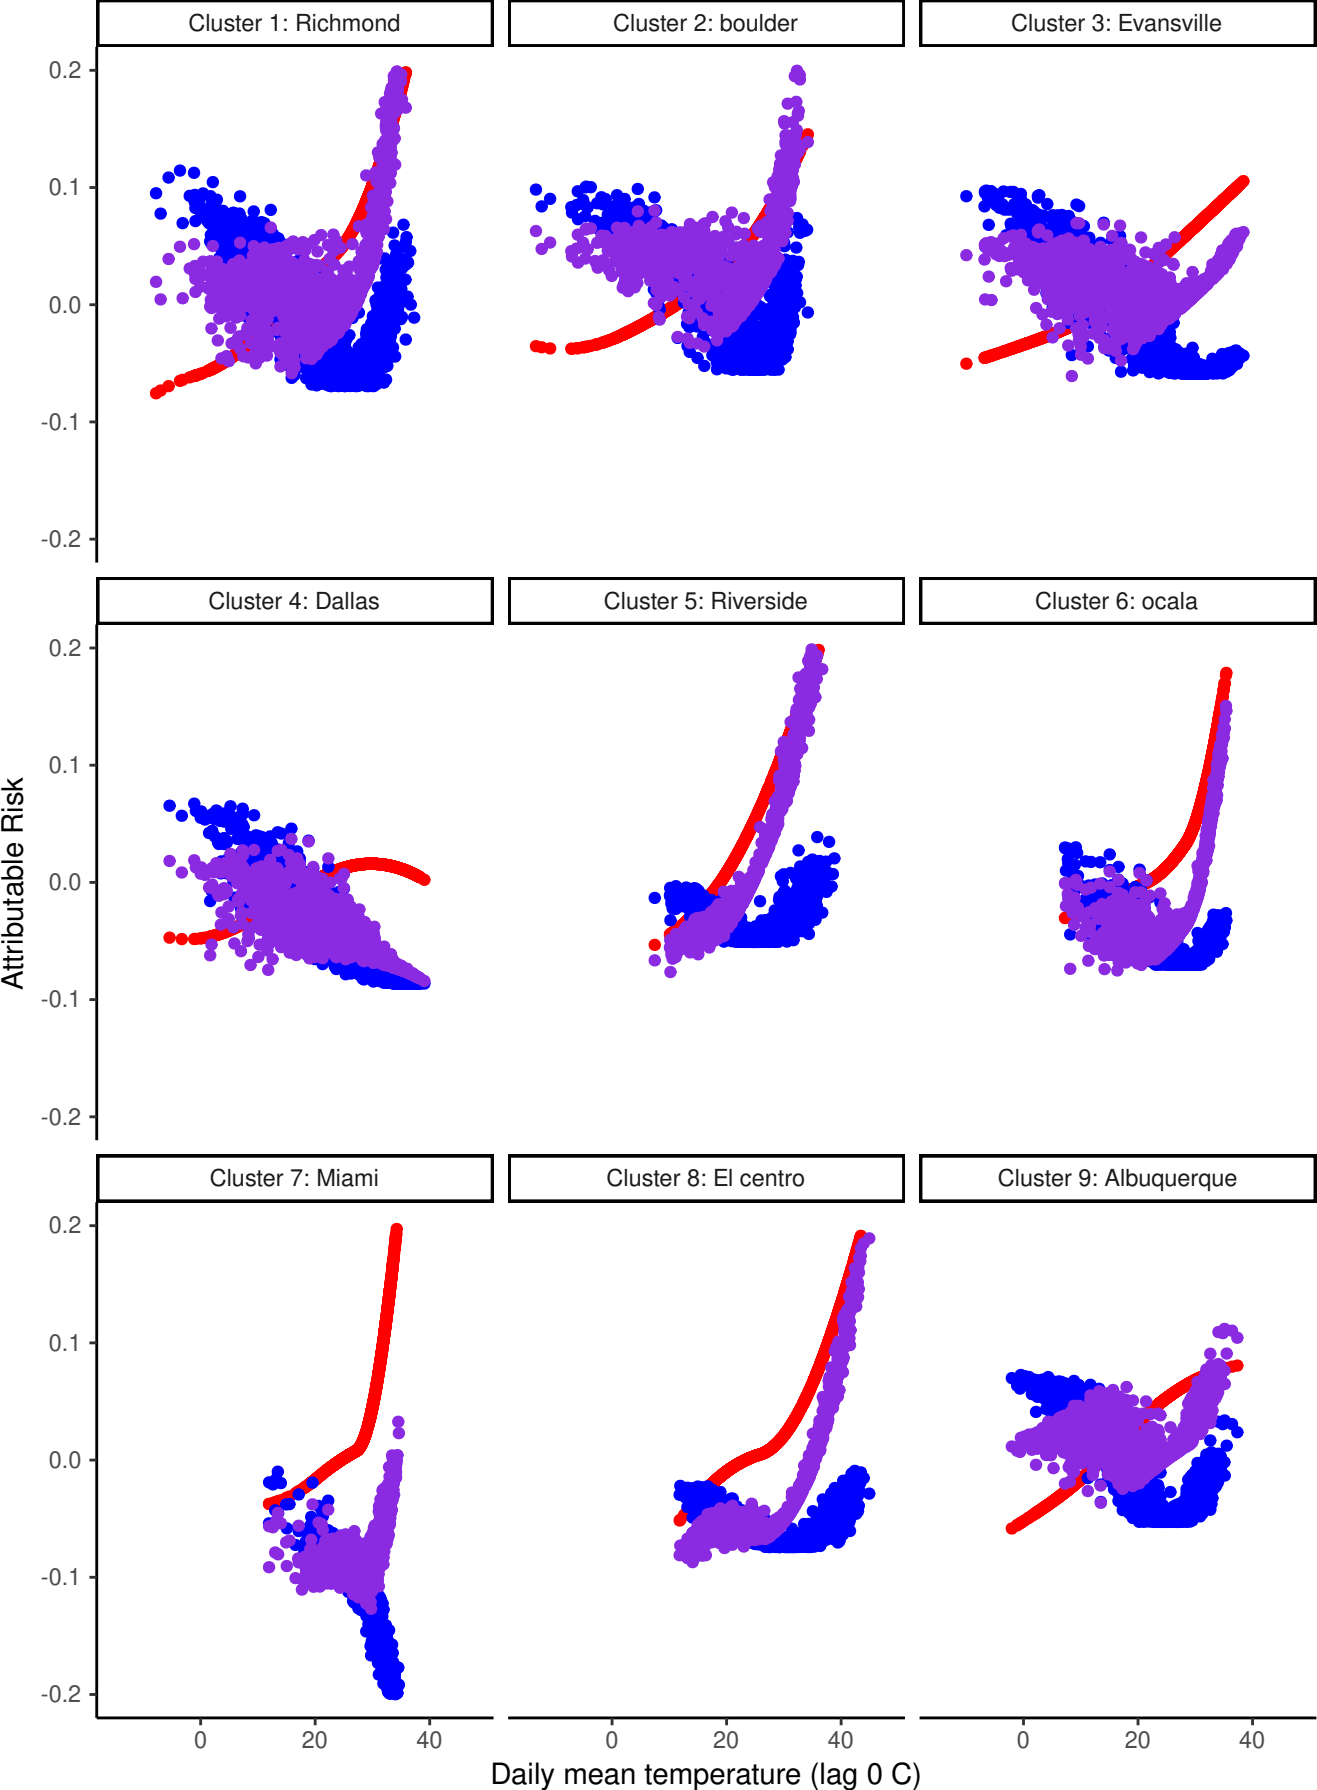 Cluster 1: Richmond
Cluster 2: boulder
Cluster 3: Evansville
0.2
0.1
0.0
-0.1
-0.2
Cluster 4: Dallas
Cluster 5: Riverside
Cluster 6: ocala
0.2
0.1
0.0
-0.1
-0.2
Attributable Risk
Cluster 7: Miami
Cluster 8: El centro
Cluster 9: Albuquerque
0.2
0.1
0.0
-0.1
-0.2
0 20 40
0 20 40
0 20 40
Daily mean temperature (lag 0 C)